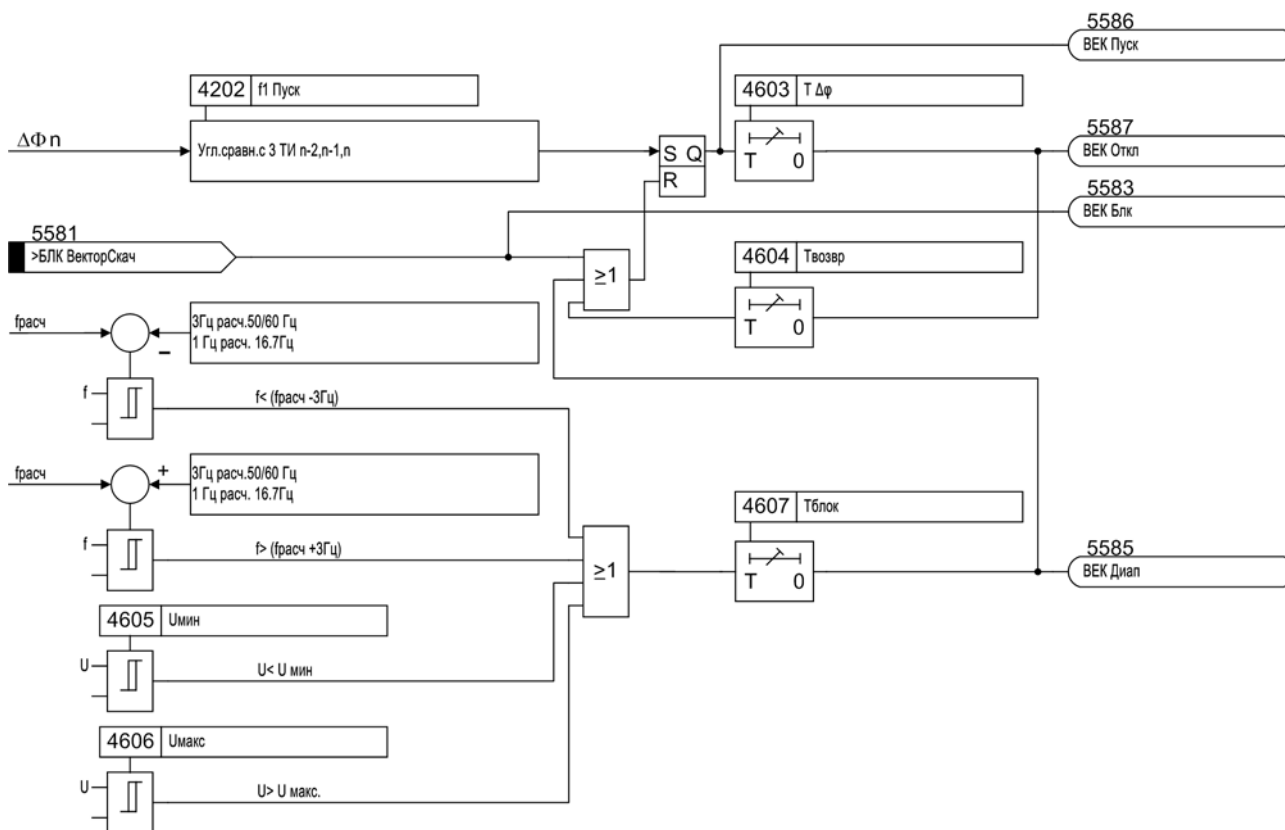 5586
ВЕК Пуск
4202 f1 Пуск
4603 T Δφ
ΔΦ n
Угл.сравн.с 3 ТИ n-2,n-1,n
S Q
R
T 0
5587
ВЕК Откл
5583
ВЕК Блк
5581
>БЛК ВекторСкач
≥1
4604 Tвозвр
T 0
fрасч
−
3Гц расч.50/60 Гц
1 Гц расч. 16.7Гц
f
f< (fрасч -3Гц)
fрасч
+
3Гц расч.50/60 Гц
1 Гц расч. 16.7Гц
f
f> (fрасч +3Гц)
≥1
4607 Тблок
T 0
5585
ВЕК Диап
4605 Uмин
U
U< U мин
4606 Uмакс
U
U> U макс.